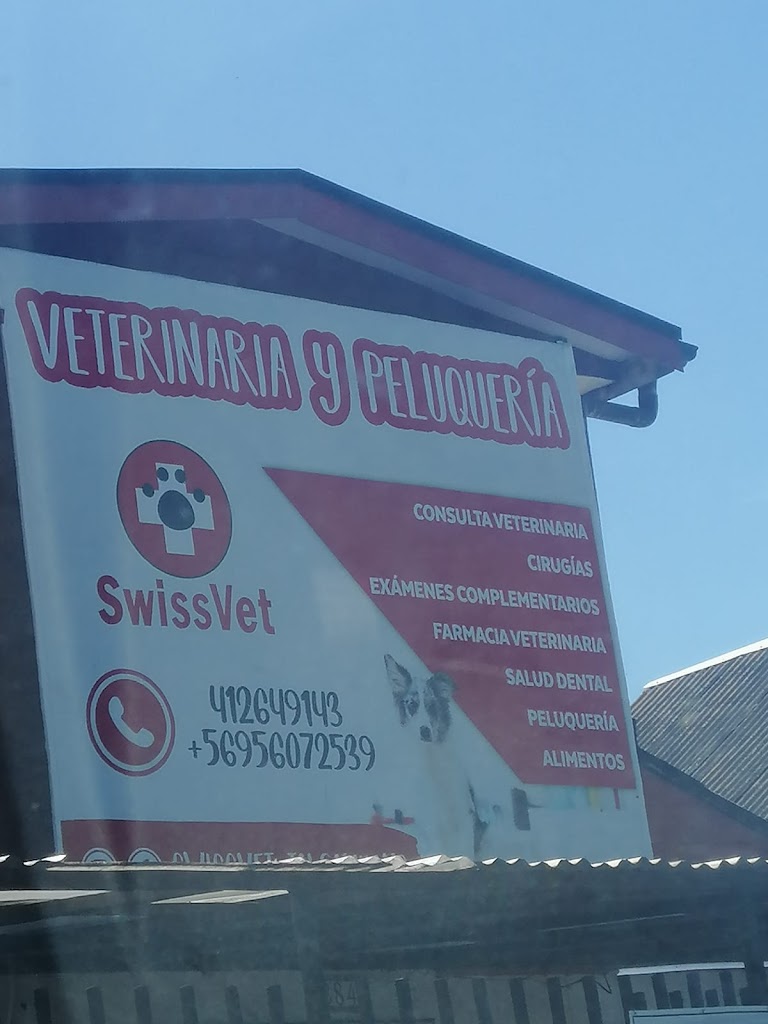 VETERINARIA Y PELUQUERÍA
CONSULTA VETERINARIA
CIRUGÍAS
EXÁMENES COMPLEMENTARIOS
FARMACIA VETERINARIA
SALUD DENTAL
PELUQUERÍA
ALIMENTOS
SwissVet
412649143
+56956072539